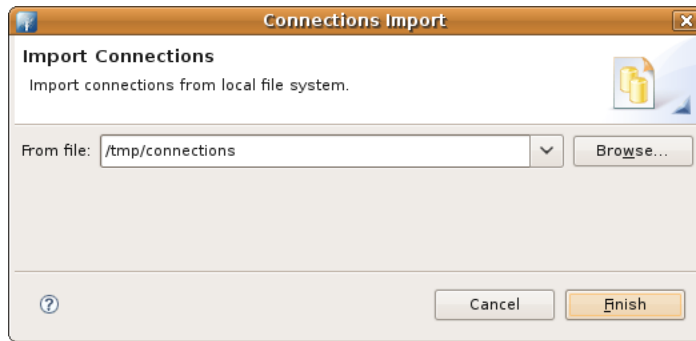 Connections Import
Import Connections
Import connections from local file system.
From file: /tmp/connections Browse...
Cancel Finish